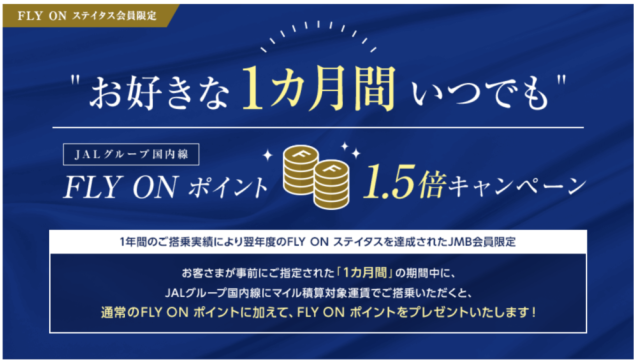 FLY ON ステイタス会員限定
"お好きな1カ月間 いつでも"
JALグループ国内線
FLY ON ポイント 1.5倍キャンペーン
1年間のご搭乗実績により翌年度のFLY ON ステイタスを達成されたJMB会員限定
お客さまが事前にご指定された「1カ月間」の期間中に、
JALグループ国内線にマイル積算対象運賃でご搭乗いただくと、
通常のFLY ON ポイントに加えて、FLY ON ポイントをプレゼントいたします！